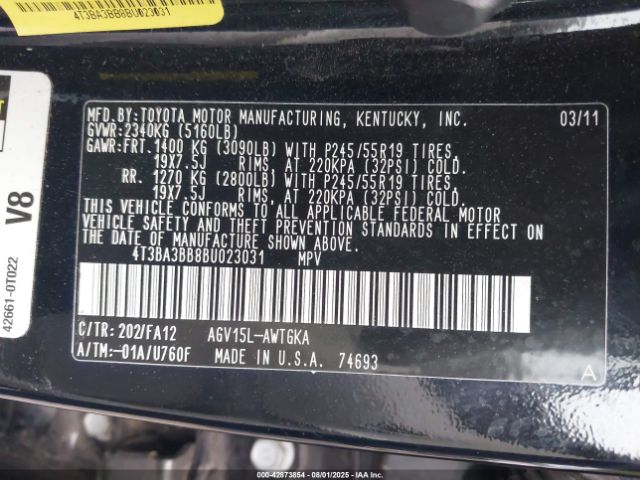 4T3BA3BB8BU023031
MFD.BY:TOYOTA MOTOR MANUFACTURING, KENTUCKY, INC. 03/11
GVWR:2340KG (5160LB)
GAWR:FRT.1400 KG (3090LB) WITH P245/55R19 TIRES,
19X7.5J RIMS, AT 220KPA (32PSI) COLD.
RR. 1270 KG (2800LB) WITH P245/55R19 TIRES,
19X7.5J RIMS, AT 220KPA (32PSI) COLD.
THIS VEHICLE CONFORMS TO ALL APPLICABLE FEDERAL MOTOR
VEHICLE SAFETY AND THEFT PREVENTION STANDARDS IN EFFECT ON
THE DATE OF MANUFACTURE SHOWN ABOVE.
4T3BA3BB8BU023031 MPV
C/TR:202/FA12 AGV15L-AWTGKA
A/TM:-01A/U760F MADE IN U.S.A. 74693
A
V8
42661-0T022
000-42873854 - 08/01/2025 - IAAI.COM